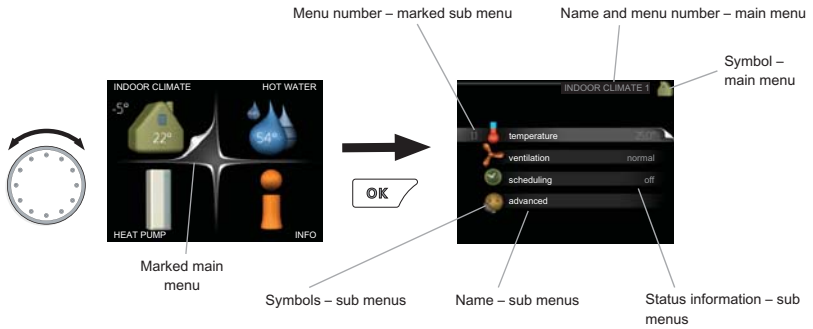 Menu number – marked sub menu
Name and menu number – main menu
Symbol –
main menu
INDOOR CLIMATE
HOT WATER
-5°
22°
54°
HEAT PUMP
INFO
Marked main
menu
OK
INDOOR CLIMATE 1
temperature
ventilation normal
scheduling off
advanced
Symbols – sub menus
Name – sub menus
Status information – sub
menus